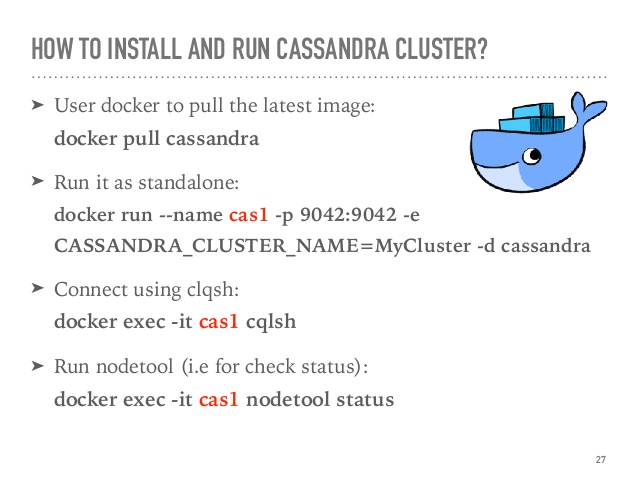 HOW TO INSTALL AND RUN CASSANDRA CLUSTER?
➤ User docker to pull the latest image:
docker pull cassandra
➤ Run it as standalone:
docker run --name cas1 -p 9042:9042 -e
CASSANDRA_CLUSTER_NAME=MyCluster -d cassandra
➤ Connect using clqsh:
docker exec -it cas1 cqlsh
➤ Run nodetool (i.e for check status):
docker exec -it cas1 nodetool status
27